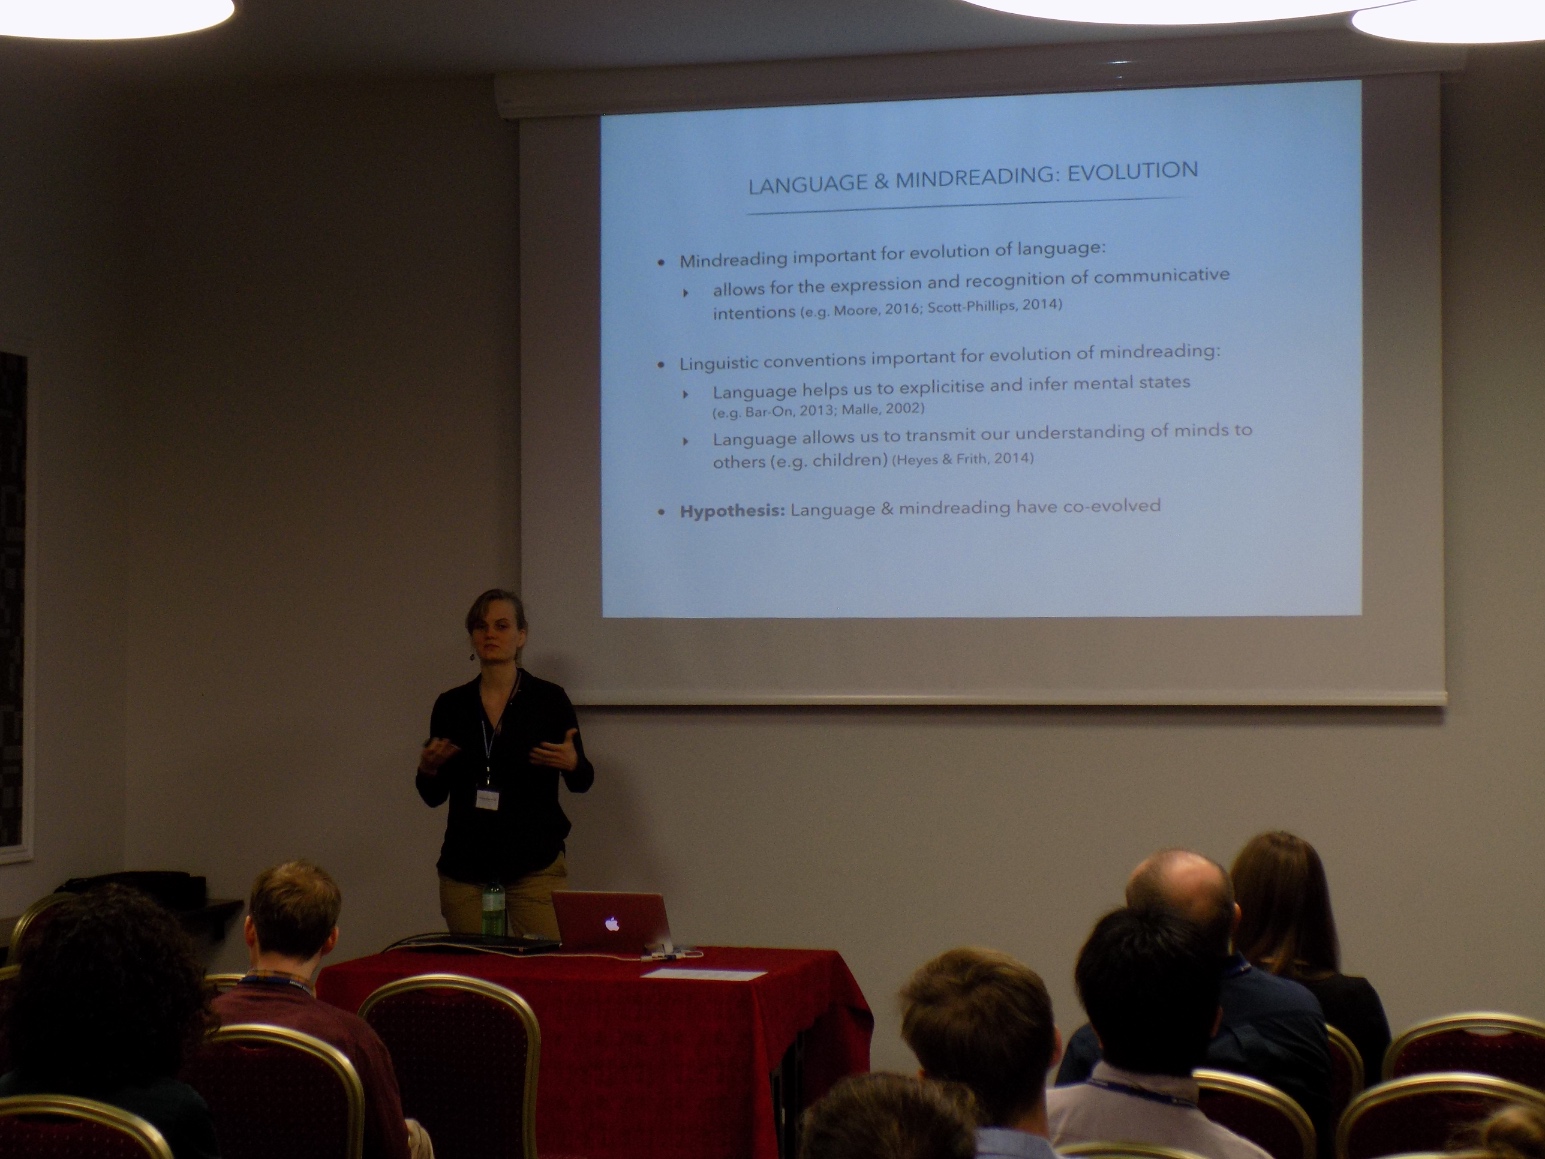 LANGUAGE & MINDREADING: EVOLUTION
• Mindreading important for evolution of language:
‣ allows for the expression and recognition of communicative
intentions (e.g. Moore, 2016; Scott-Phillips, 2014)
• Linguistic conventions important for evolution of mindreading:
‣ Language helps us to explicitise and infer mental states
(e.g. Bar-On, 2013; Malle, 2002)
‣ Language allows us to transmit our understanding of minds to
others (e.g. children) (Heyes & Frith, 2014)
• Hypothesis: Language & mindreading have co-evolved